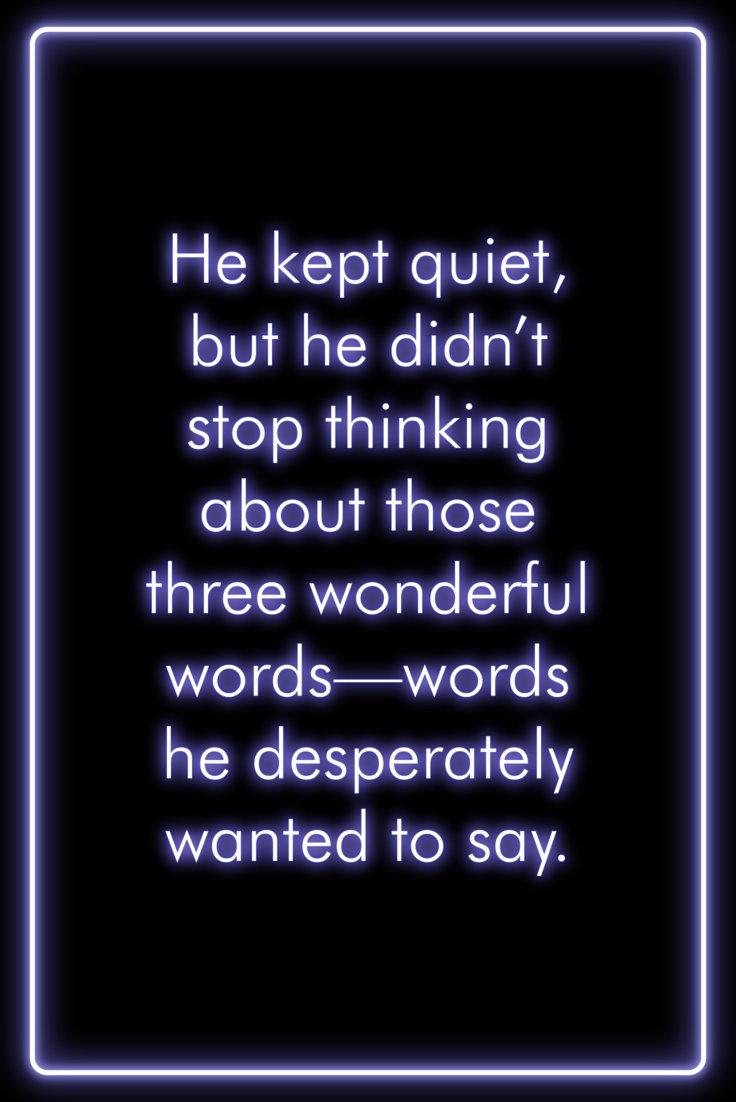 He kept quiet,
but he didn’t
stop thinking
about those
three wonderful
words—words
he desperately
wanted to say.